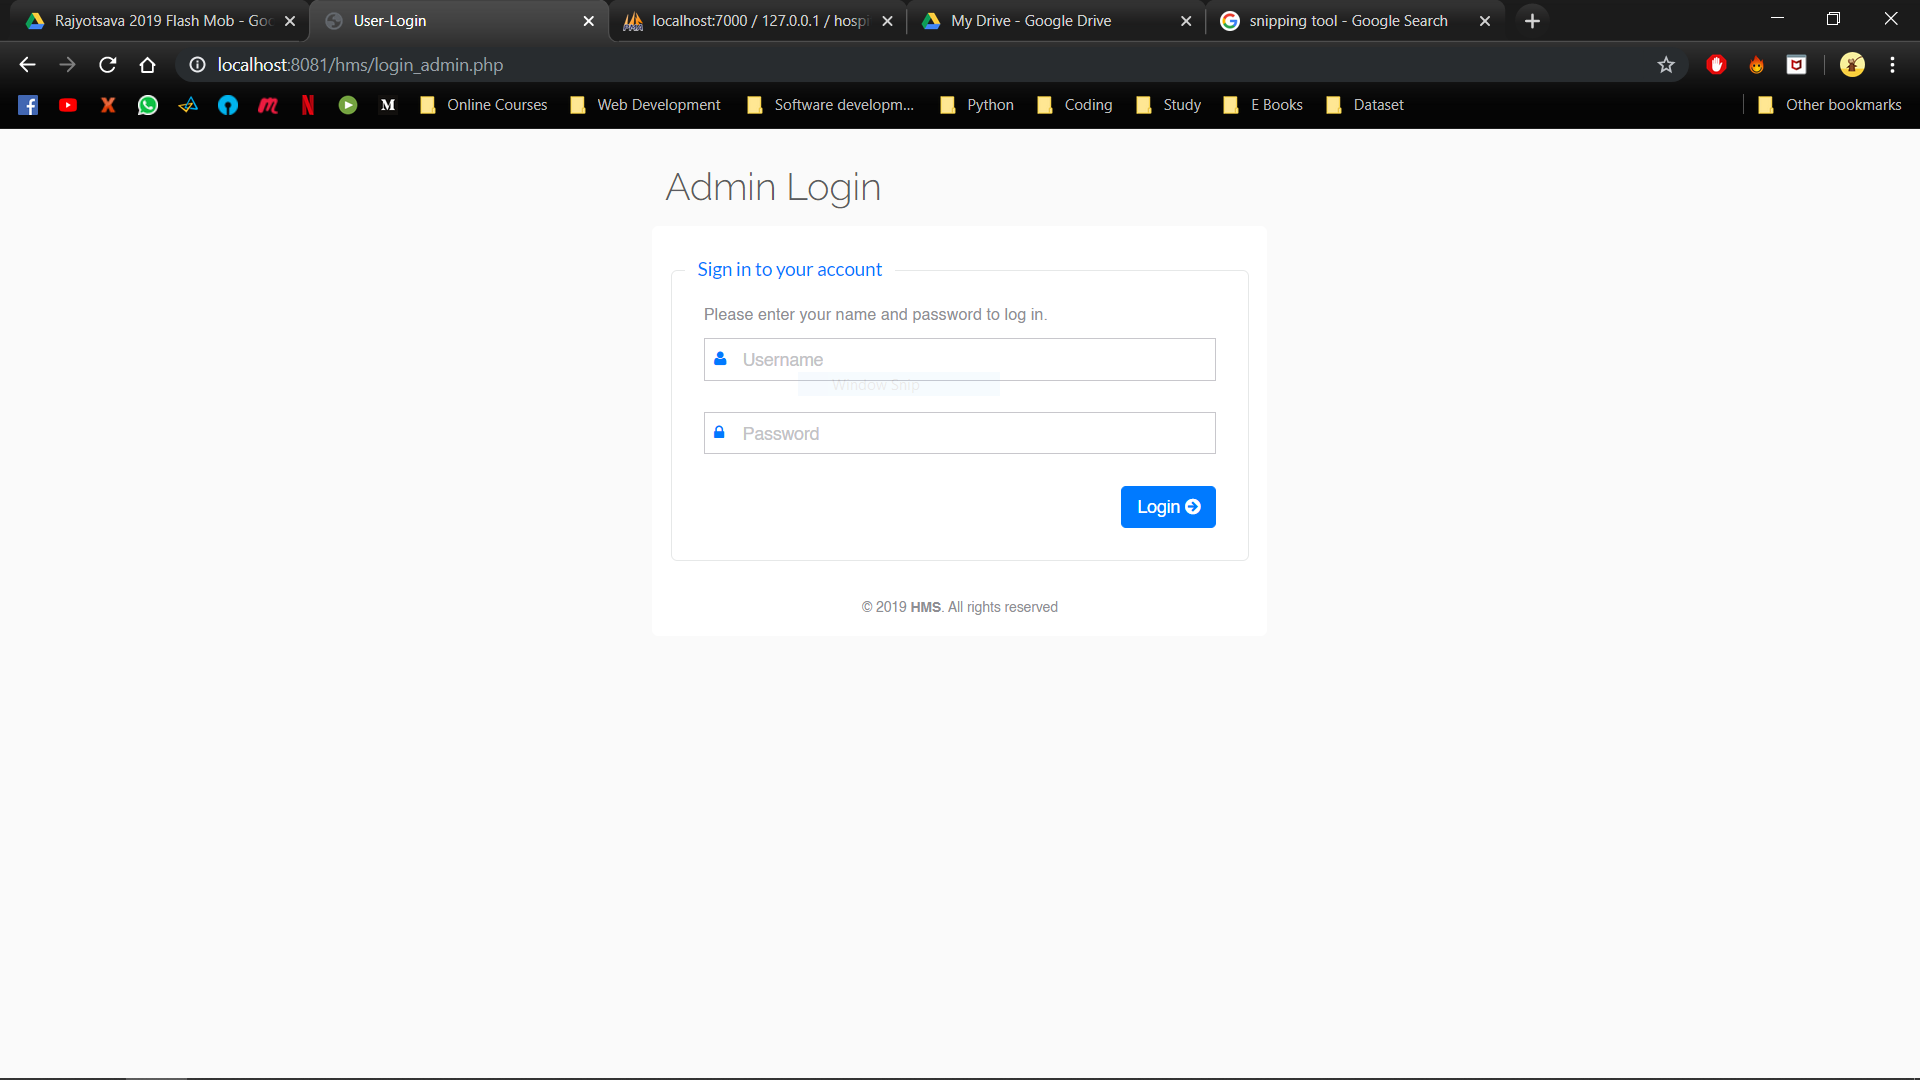 Rajyotsava 2019 Flash Mob - Goo
User-Login
localhost:7000 / 127.0.0.1 / hospi
My Drive - Google Drive
snipping tool - Google Search
localhost:8081/hms/login_admin.php
M
N
M
Online Courses
Web Development
Software developm...
Python
Coding
Study
E Books
Dataset
Other bookmarks
Admin Login
Sign in to your account
Please enter your name and password to log in.
Username
Window Snip
Password
Login
© 2019 HMS. All rights reserved